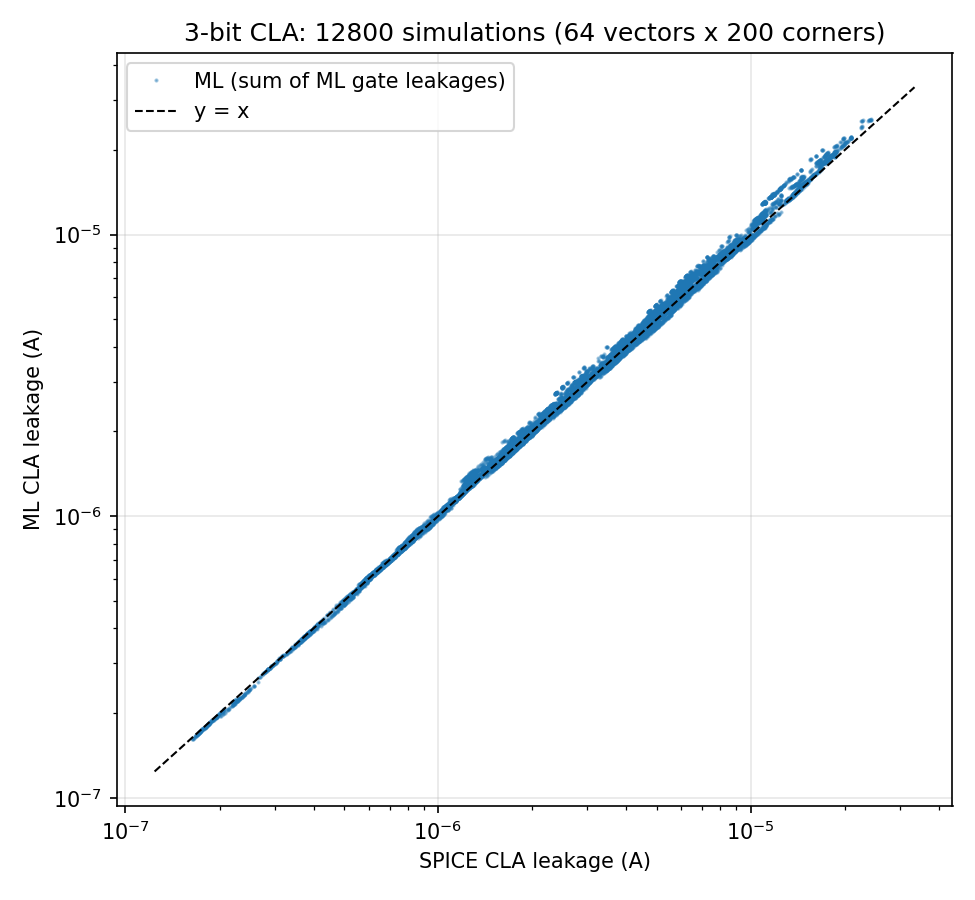 3-bit CLA: 12800 simulations (64 vectors x 200 corners)
ML (sum of ML gate leakages)
y = x
ML CLA leakage (A)
10⁻⁵
10⁻⁶
10⁻⁷
10⁻⁷ 10⁻⁶ 10⁻⁵
SPICE CLA leakage (A)